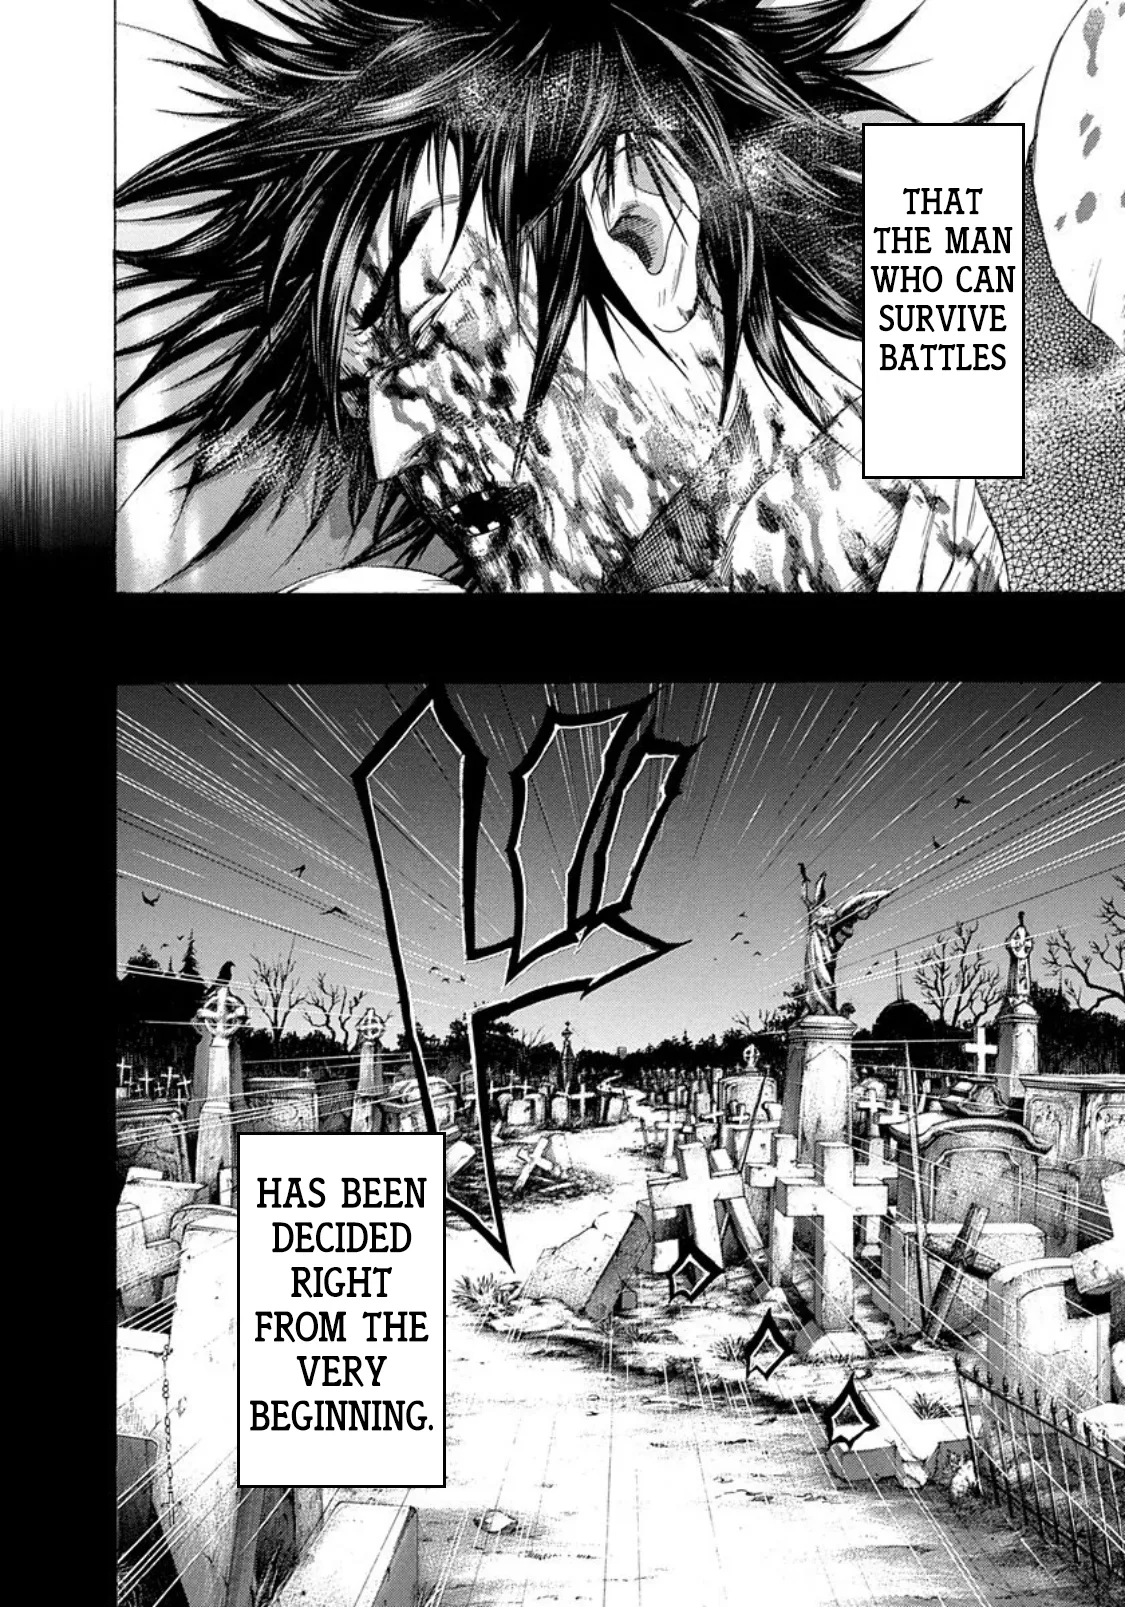 THAT
THE MAN
WHO CAN
SURVIVE
BATTLES
HAS BEEN
DECIDED
RIGHT
FROM THE
VERY
BEGINNING.